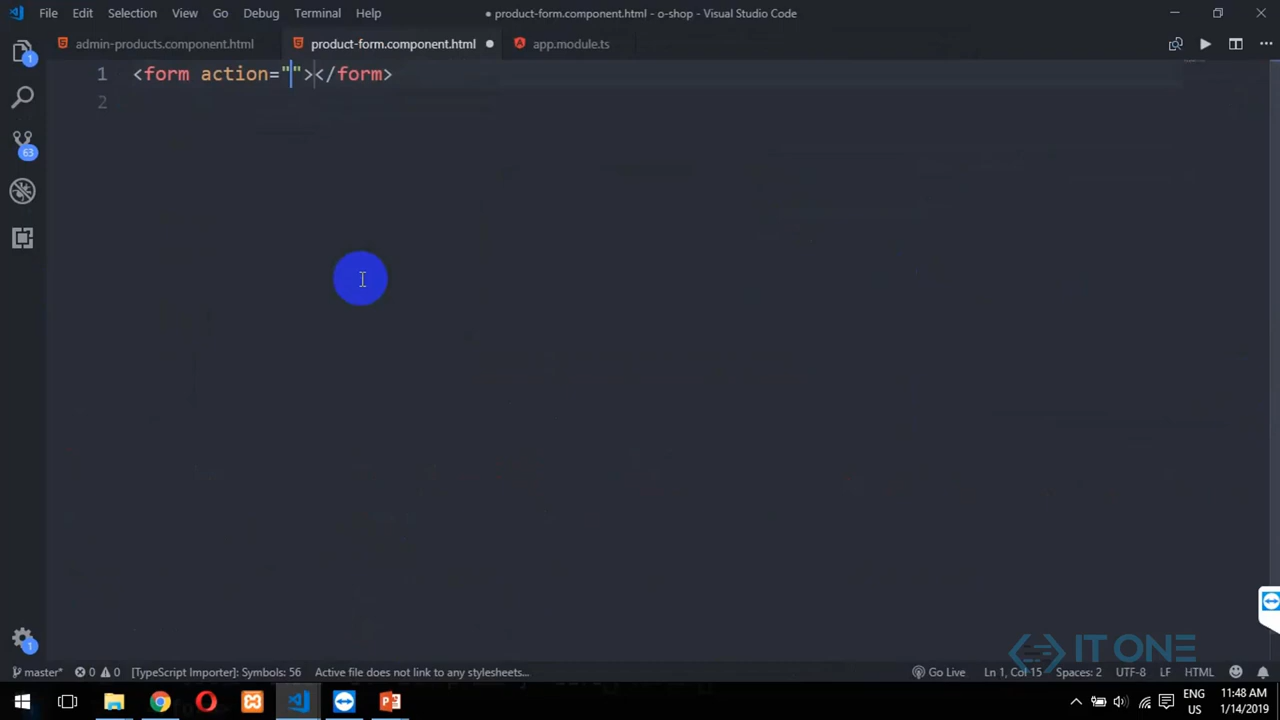 File Edit Selection View Go Debug Terminal Help
● product-form.component.html - o-shop - Visual Studio Code
admin-products.component.html
product-form.component.html
app.module.ts
1
1 <form action=""></form>
2
63
1
IT ONE
master*
0 0
[TypeScript Importer]: Symbols: 56
Active file does not link to any stylesheets...
Go Live
Ln 1, Col 15
Spaces: 2
UTF-8
LF
HTML
ENG
US
11:48 AM
1/14/2019